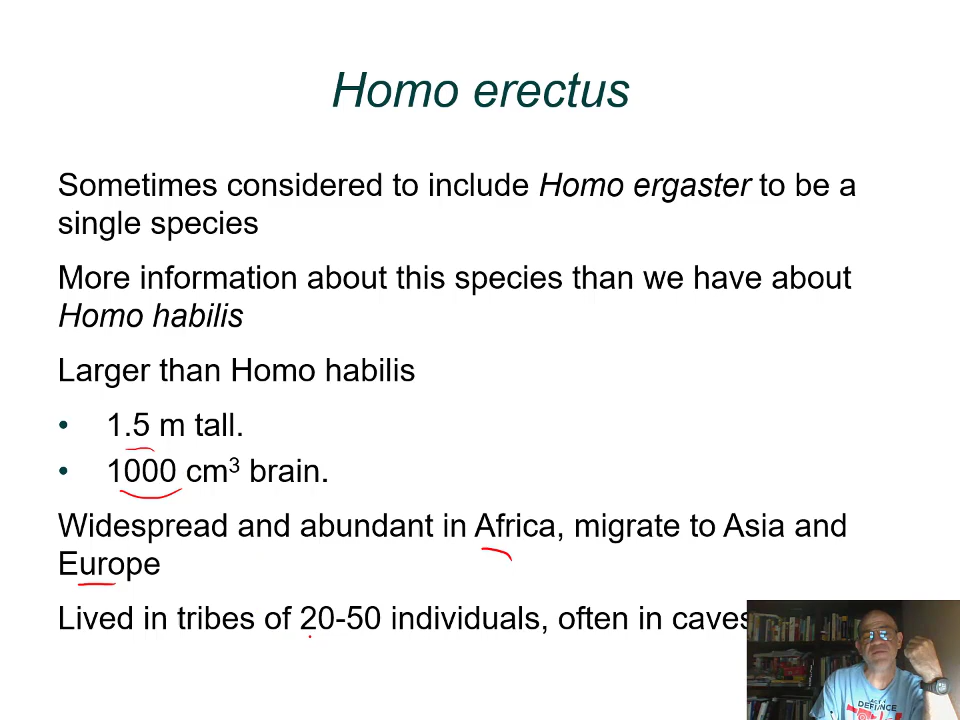 Homo erectus
Sometimes considered to include Homo ergaster to be a
single species
More information about this species than we have about
Homo habilis
Larger than Homo habilis
• 1.5 m tall.
• 1000 cm³ brain.
Widespread and abundant in Africa, migrate to Asia and
Europe
Lived in tribes of 20-50 individuals, often in caves
DEFIANCE